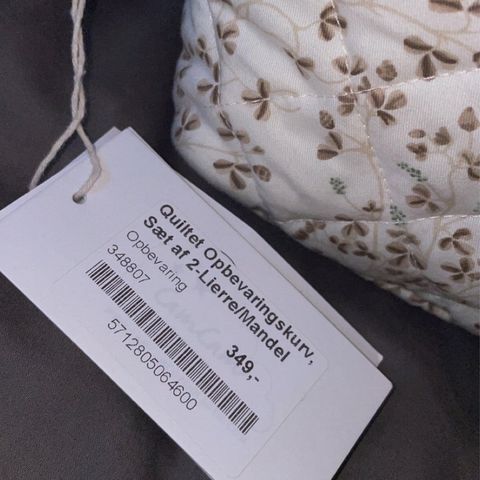 Quiltet Opbevaringskurv,
Sæt af 2-Lierre/Mandel
Opbevaring
348807
349,-
5712805064600